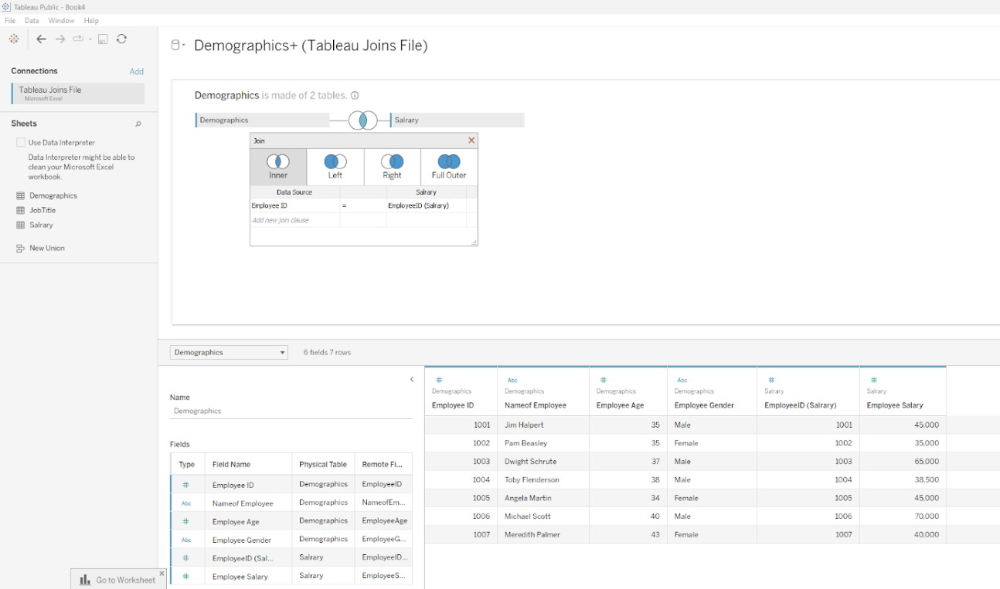 Tableau Public - Book4
File Data Window Help
Connections Add
Tableau Joins File
Microsoft Excel
Sheets
Use Data Interpreter
Data Interpreter might be able to
clean your Microsoft Excel
workbook.
Demographics
JobTitle
Salrary
New Union
Demographics+ (Tableau Joins File)
Demographics is made of 2 tables.
Demographics Salrary
Join
Inner Left Right Full Outer
Data Source Salrary
Employee ID = EmployeeID (Salrary)
Add new join clause
Demographics 6 fields 7 rows
Name
Demographics
Fields
Type Field Name Physical Table Remote Fi...
# Employee ID Demographics EmployeeID
Abc Nameof Employee Demographics NameofEm...
# Employee Age Demographics EmployeeAge
Abc Employee Gender Demographics EmployeeG...
# EmployeeID (Sal... Salrary EmployeeID...
# Employee Salary Salrary EmployeeS...
# Abc # Abc # #
Demographics Demographics Demographics Demographics Salrary Salrary
Employee ID Nameof Employee Employee Age Employee Gender EmployeeID (Salrary) Employee Salary
1001 Jim Halpert 35 Male 1001 45,000
1002 Pam Beasley 35 Female 1002 35,000
1003 Dwight Schrute 37 Male 1003 65,000
1004 Toby Flenderson 38 Male 1004 38,500
1005 Angela Martin 34 Female 1005 45,000
1006 Michael Scott 40 Male 1006 70,000
1007 Meredith Palmer 43 Female 1007 40,000
Go to Worksheet